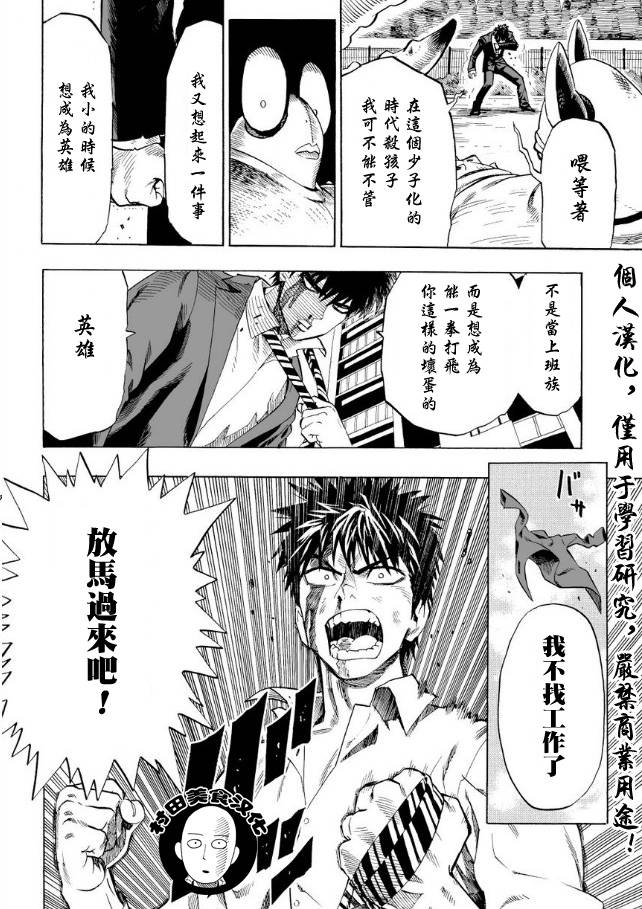 喂等著
在這個少子化的
時代殺孩子
我可不能不管
我又想起來一件事
我小的時候
想成為英雄
不是當上班族
而是想成為
能一拳打飛
你這樣的壞蛋的
英雄
バサ
我不找工作了
放馬過來吧！
村田美食汉化
個人漢化，僅用于學習研究，嚴禁商業用途！